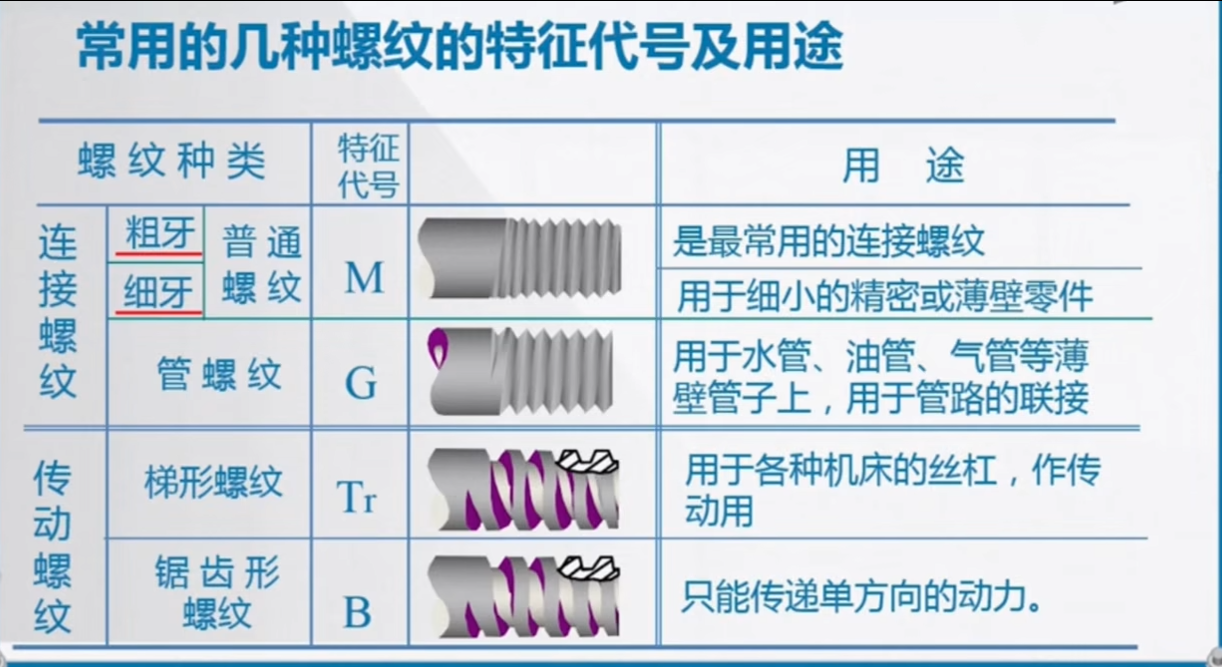 常用的几种螺纹的特征代号及用途
螺纹种类
特征
代号
用途
连接螺纹
粗牙
细牙
普通
螺纹
M
是最常用的连接螺纹
用于细小的精密或薄壁零件
管螺纹
G
用于水管、油管、气管等薄
壁管子上，用于管路的联接
传动螺纹
梯形螺纹
Tr
用于各种机床的丝杠，作传
动用
锯齿形
螺纹
B
只能传递单方向的动力。